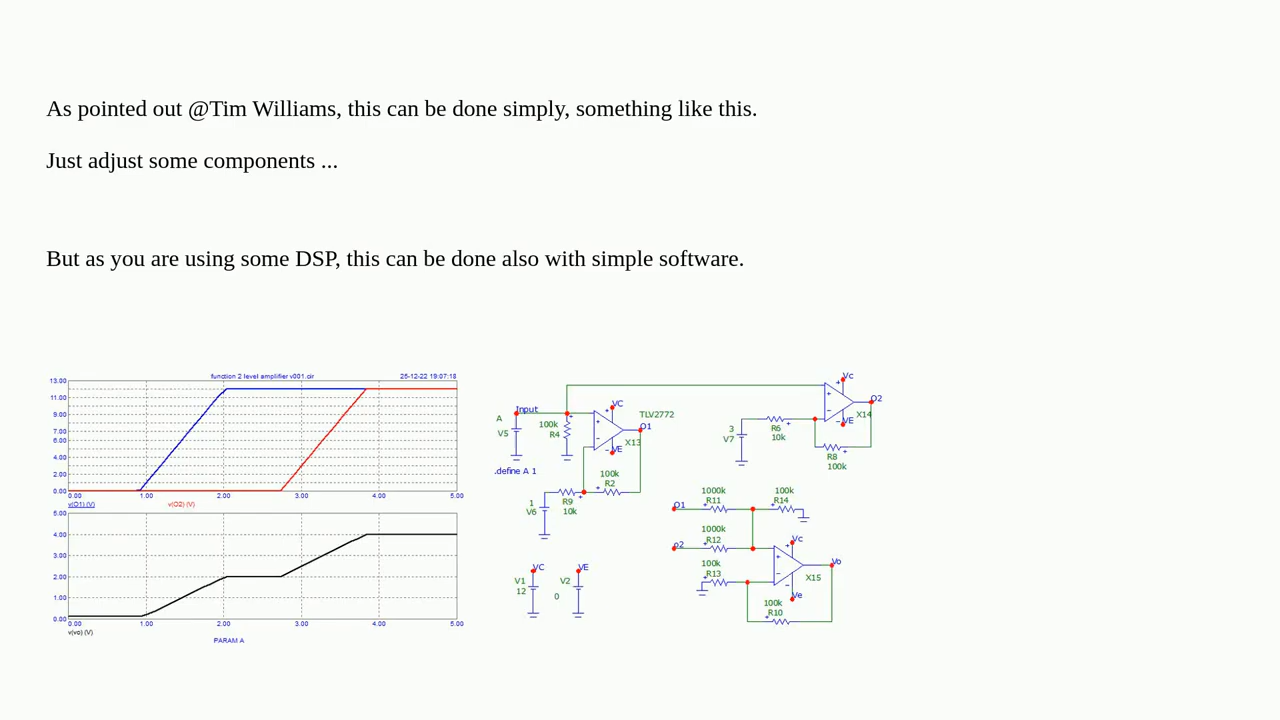 As pointed out @Tim Williams, this can be done simply, something like this.
Just adjust some components ...
But as you are using some DSP, this can be done also with simple software.
function 2 level amplifier v001.cir
26-12-22 19:07:18
13.00
11.00
9.00
7.00
6.00
4.00
2.00
0.00
0.00 1.00 2.00 3.00 4.00 5.00
v(O1) (V)
v(O2) (V)
5.00
4.00
3.00
2.00
1.00
0.00
0.00 1.00 2.00 3.00 4.00 5.00
v(vo) (V)
PARAM A
Input
A
V5
100k
R4
VC
TLV2772
O1
X13
VE
.define A 1
100k
R2
R9
10k
1
V6
VC
V1
12
VE
V2
0
Vc
O2
X14
VE
3
V7
R6
10k
R8
100k
O1
1000k
R11
100k
R14
o2
1000k
R12
100k
R13
Vc
Vo
X15
Ve
100k
R10